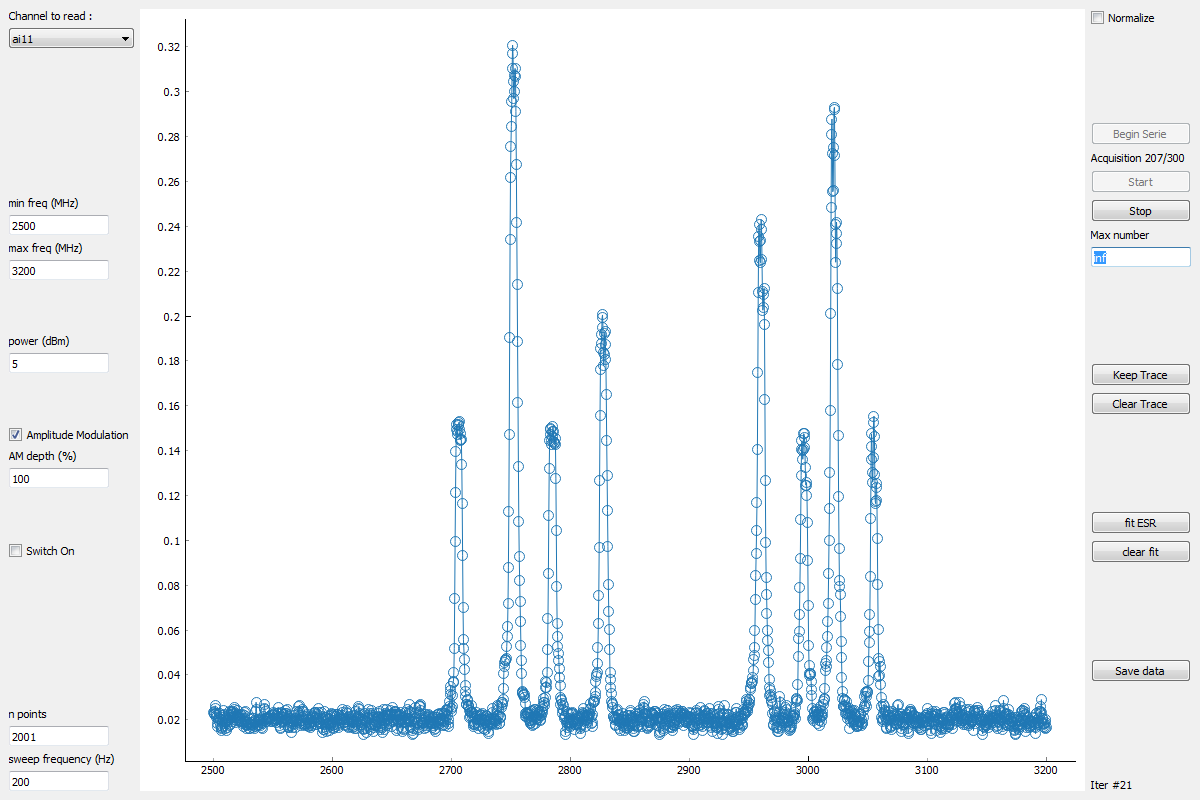 Channel to read :
ai11
min freq (MHz)
2500
max freq (MHz)
3200
power (dBm)
5
Amplitude Modulation
AM depth (%)
100
Switch On
n points
2001
sweep frequency (Hz)
200
0.32
0.3
0.28
0.26
0.24
0.22
0.2
0.18
0.16
0.14
0.12
0.1
0.08
0.06
0.04
0.02
2500 2600 2700 2800 2900 3000 3100 3200
Normalize
Begin Serie
Acquisition 207/300
Start
Stop
Max number
inf
Keep Trace
Clear Trace
fit ESR
clear fit
Save data
Iter #21